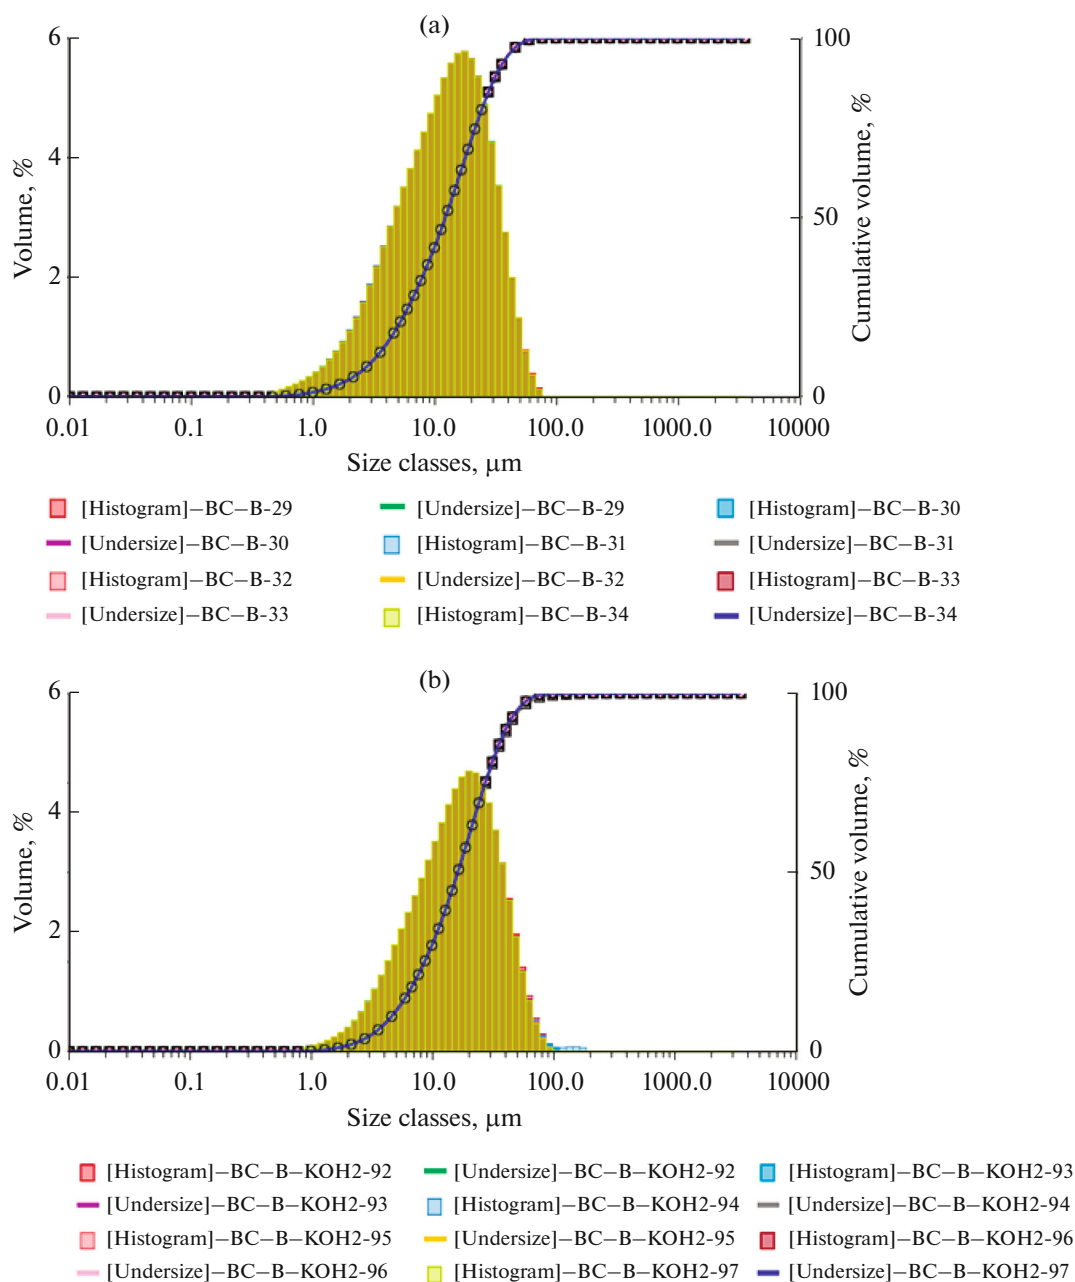 (a)
6
4
2
0
Volume, %
100
50
0
Cumulative volume, %
0.01 0.1 1.0 10.0 100.0 1000.0 10000
Size classes, μm
[Histogram]–BC–B-29 [Undersize]–BC–B-29 [Histogram]–BC–B-30
[Undersize]–BC–B-30 [Histogram]–BC–B-31 [Undersize]–BC–B-31
[Histogram]–BC–B-32 [Undersize]–BC–B-32 [Histogram]–BC–B-33
[Undersize]–BC–B-33 [Histogram]–BC–B-34 [Undersize]–BC–B-34
(b)
6
4
2
0
Volume, %
100
50
0
Cumulative volume, %
0.01 0.1 1.0 10.0 100.0 1000.0 10000
Size classes, μm
[Histogram]–BC–B–KOH2-92 [Undersize]–BC–B–KOH2-92 [Histogram]–BC–B–KOH2-93
[Undersize]–BC–B–KOH2-93 [Histogram]–BC–B–KOH2-94 [Undersize]–BC–B–KOH2-94
[Histogram]–BC–B–KOH2-95 [Undersize]–BC–B–KOH2-95 [Histogram]–BC–B–KOH2-96
[Undersize]–BC–B–KOH2-96 [Histogram]–BC–B–KOH2-97 [Undersize]–BC–B–KOH2-97